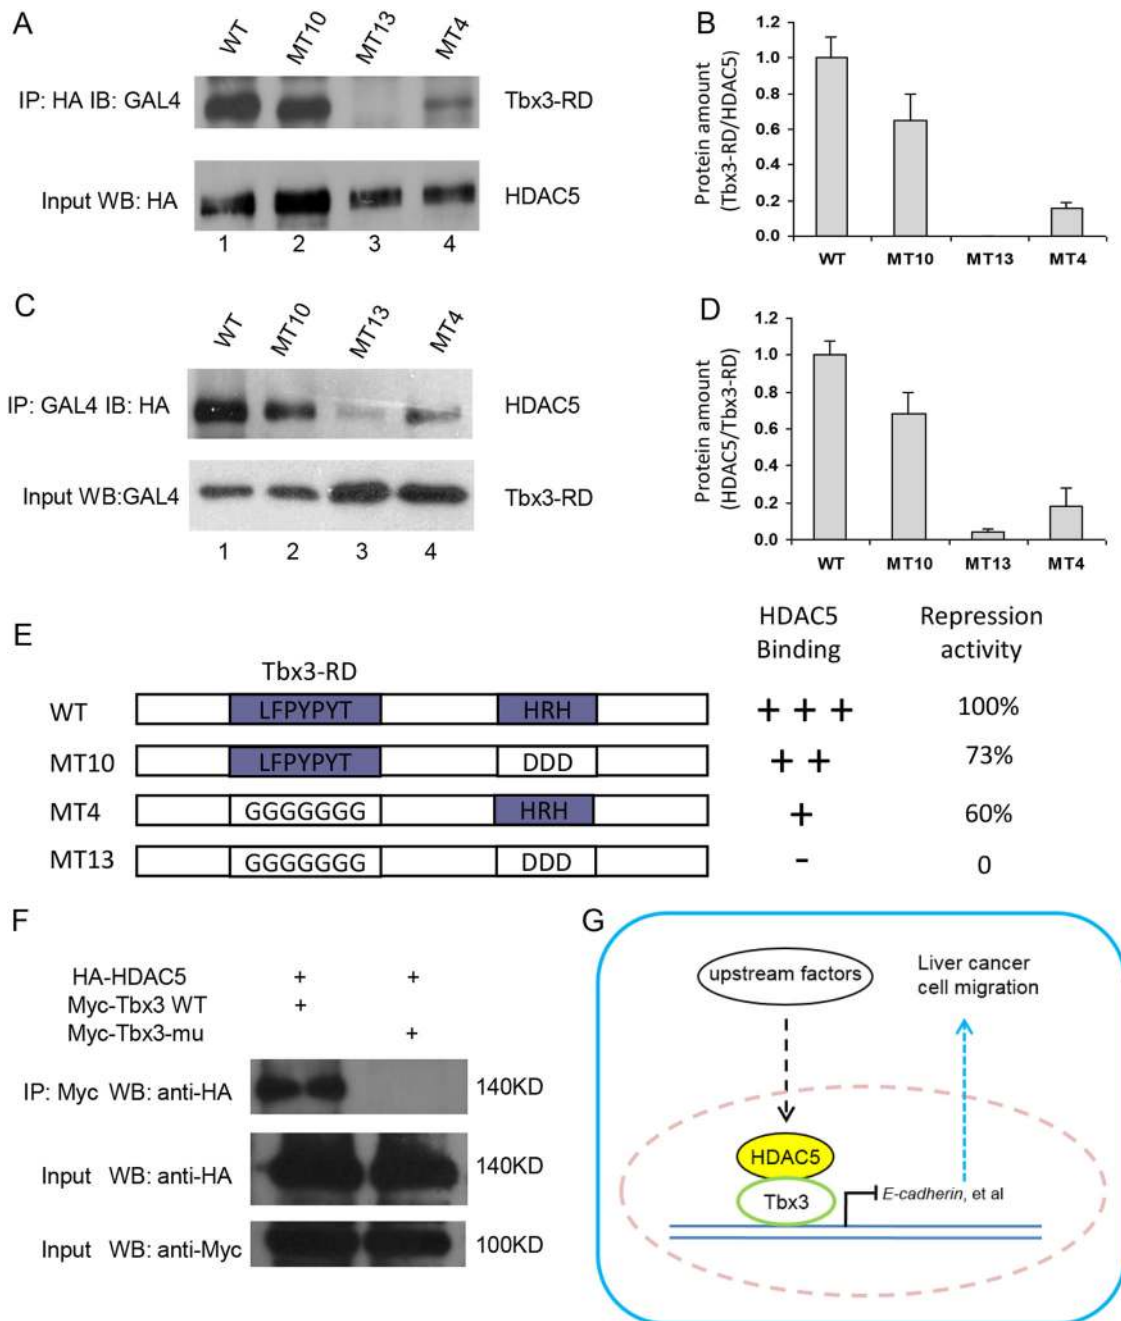 A
WT MT10 MT13 MT4
IP: HA IB: GAL4 Tbx3-RD
Input WB: HA HDAC5
1 2 3 4
B
Protein amount
(Tbx3-RD/HDAC5)
1.2
1.0
0.8
0.6
0.4
0.2
0.0
WT MT10 MT13 MT4
C
WT MT10 MT13 MT4
IP: GAL4 IB: HA HDAC5
Input WB:GAL4 Tbx3-RD
1 2 3 4
D
Protein amount
(HDAC5/Tbx3-RD)
1.2
1.0
0.8
0.6
0.4
0.2
0.0
WT MT10 MT13 MT4
E
Tbx3-RD
HDAC5
Binding
Repression
activity
WT LFPYPYT HRH + + + 100%
MT10 LFPYPYT DDD + + 73%
MT4 GGGGGGG HRH + 60%
MT13 GGGGGGG DDD - 0
F
HA-HDAC5 + +
Myc-Tbx3 WT +
Myc-Tbx3-mu +
IP: Myc WB: anti-HA 140KD
Input WB: anti-HA 140KD
Input WB: anti-Myc 100KD
G
upstream factors
Liver cancer
cell migration
HDAC5
Tbx3
E-cadherin, et al